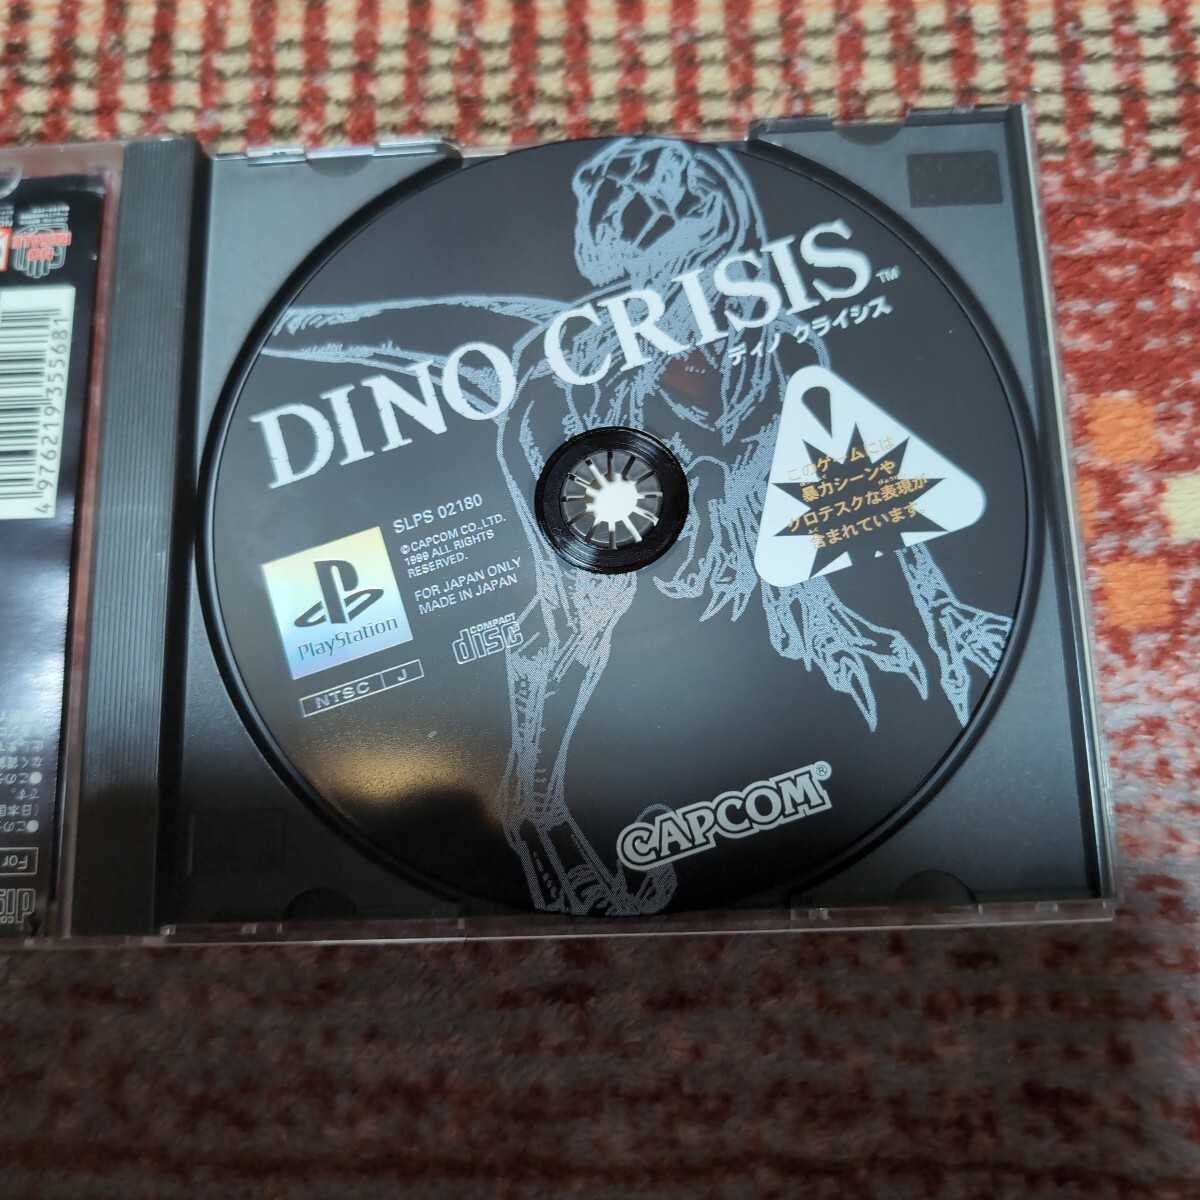 DINO CRISIS™
ディノ クライシス
このゲームには
暴力シーンや
グロテスクな表現が
含まれています。
SLPS 02180
©CAPCOM CO.,LTD.
1999 ALL RIGHTS
RESERVED.
FOR JAPAN ONLY
MADE IN JAPAN
PlayStation
COMPACT
disc
NTSC J
CAPCOM®
4976219355681
For